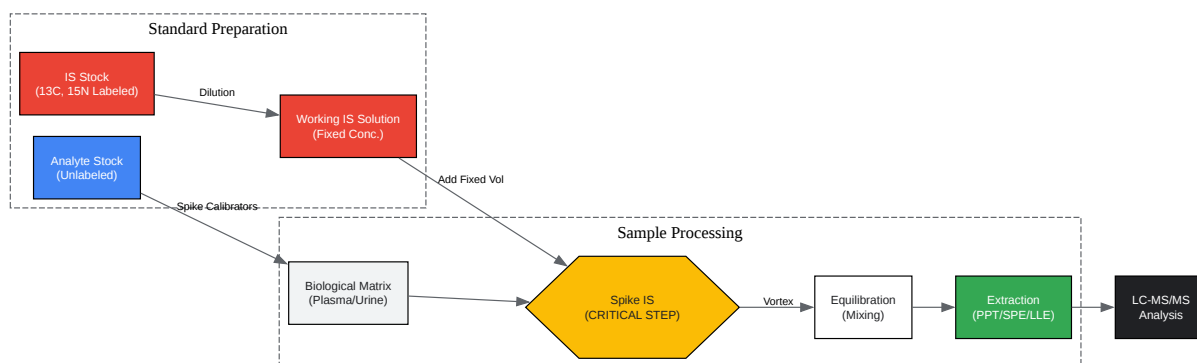 Standard Preparation
IS Stock
(13C, 15N Labeled)
Dilution
Working IS Solution
(Fixed Conc.)
Analyte Stock
(Unlabeled)
Add Fixed Vol
Spike Calibrators
Sample Processing
Biological Matrix
(Plasma/Urine)
Spike IS
(CRITICAL STEP)
Vortex
Equilibration
(Mixing)
Extraction
(PPT/SPE/LLE)
LC-MS/MS
Analysis